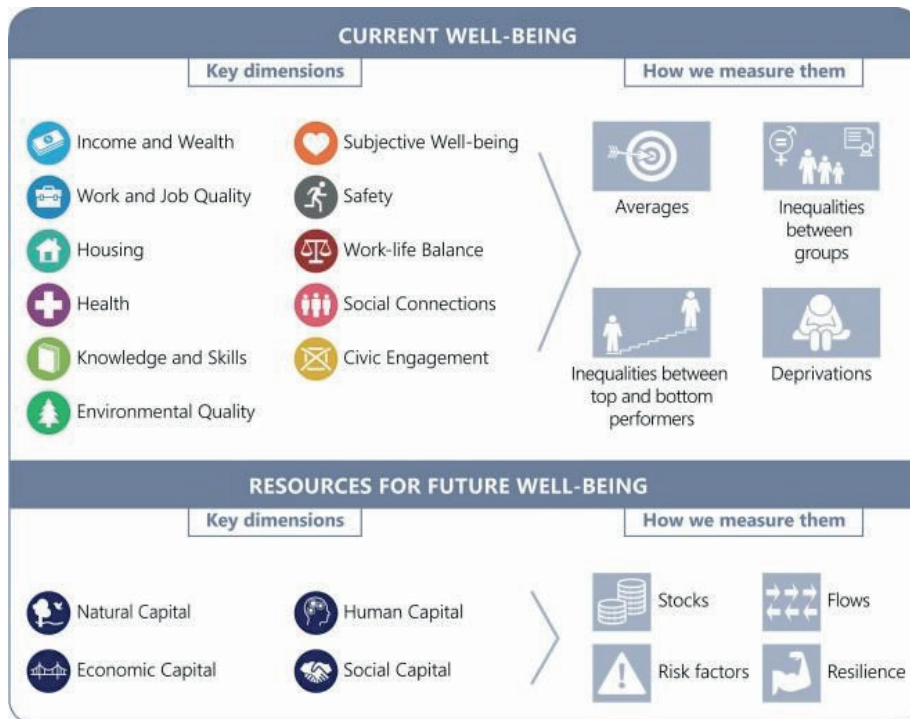 CURRENT WELL-BEING
Key dimensions
How we measure them
Income and Wealth
Work and Job Quality
Housing
Health
Knowledge and Skills
Environmental Quality
Subjective Well-being
Safety
Work-life Balance
Social Connections
Civic Engagement
Averages
Inequalities
between
groups
Inequalities between
top and bottom
performers
Deprivations
RESOURCES FOR FUTURE WELL-BEING
Key dimensions
How we measure them
Natural Capital
Economic Capital
Human Capital
Social Capital
Stocks
Flows
Risk factors
Resilience